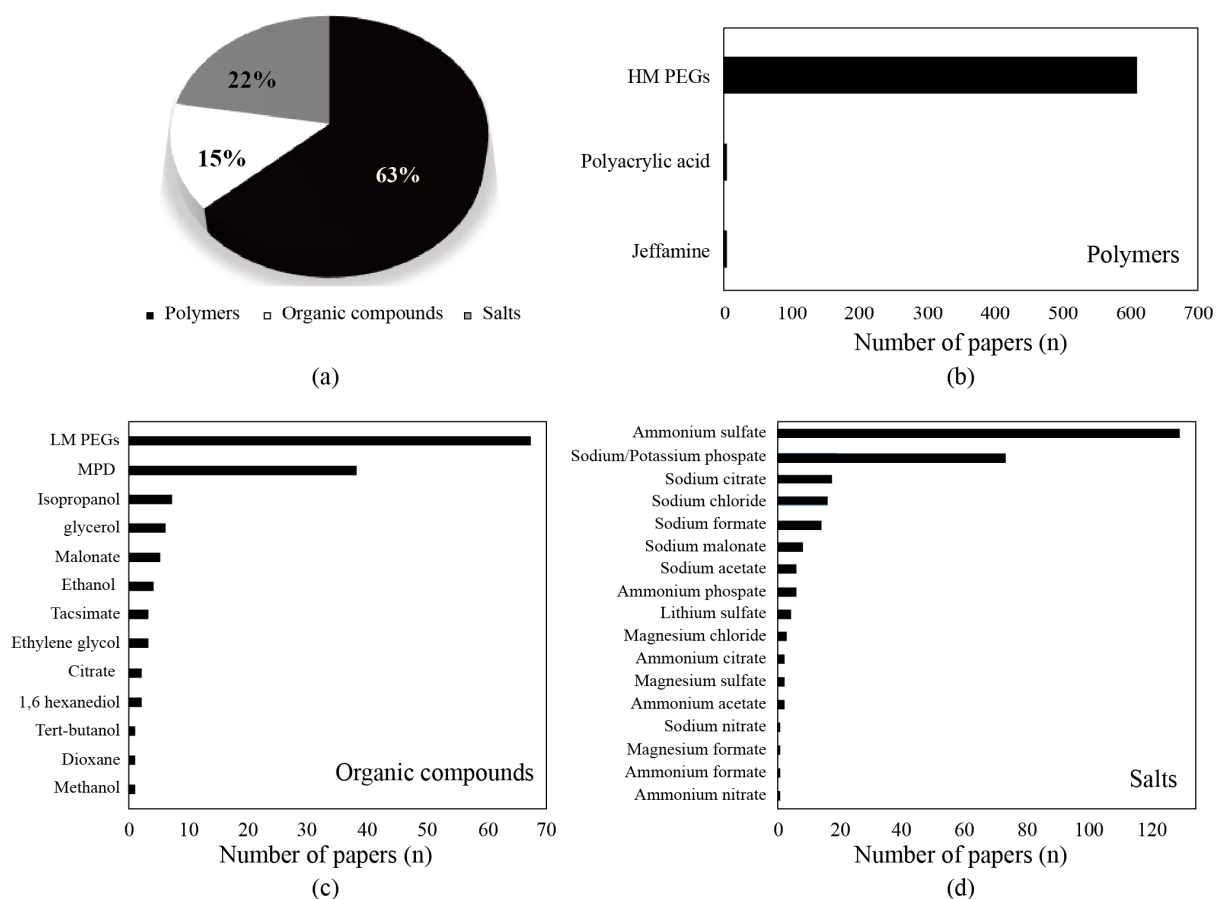 22%
15%
63%
Polymers Organic compounds Salts
(a)
HM PEGs
Polyacrylic acid
Jeffamine
Polymers
0 100 200 300 400 500 600 700
Number of papers (n)
(b)
LM PEGs
MPD
Isopropanol
glycerol
Malonate
Ethanol
Tacsimate
Ethylene glycol
Citrate
1,6 hexanediol
Tert-butanol
Dioxane
Methanol
Organic compounds
0 10 20 30 40 50 60 70
Number of papers (n)
(c)
Ammonium sulfate
Sodium/Potassium phospate
Sodium citrate
Sodium chloride
Sodium formate
Sodium malonate
Sodium acetate
Ammonium phospate
Lithium sulfate
Magnesium chloride
Ammonium citrate
Magnesium sulfate
Ammonium acetate
Sodium nitrate
Magnesium formate
Ammonium formate
Ammonium nitrate
Salts
0 20 40 60 80 100 120
Number of papers (n)
(d)